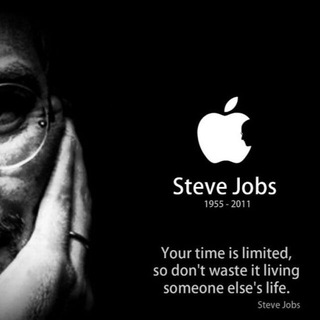 Steve Jobs
1955 - 2011
Your time is limited,
so don't waste it living
someone else's life.
Steve Jobs